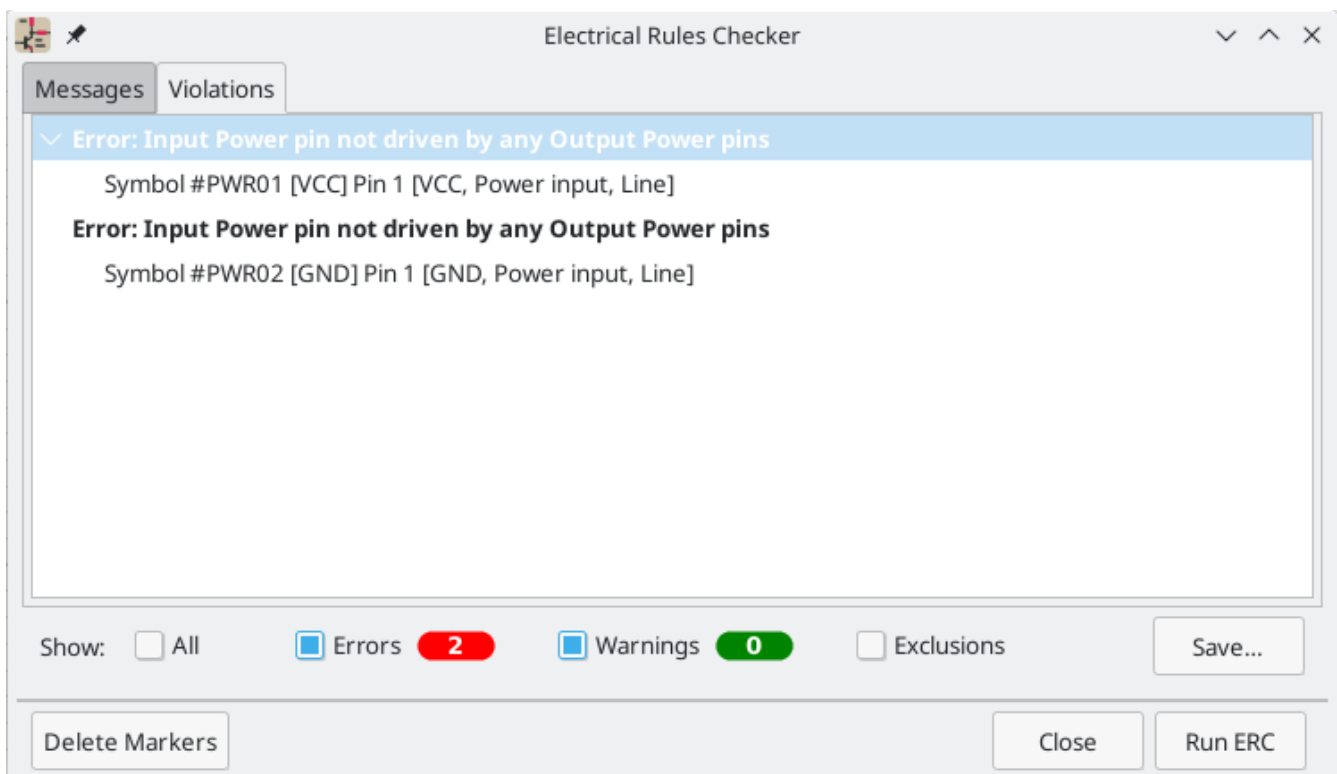 Electrical Rules Checker
Messages Violations
Error: Input Power pin not driven by any Output Power pins
Symbol #PWR01 [VCC] Pin 1 [VCC, Power input, Line]
Error: Input Power pin not driven by any Output Power pins
Symbol #PWR02 [GND] Pin 1 [GND, Power input, Line]
Show: All Errors 2 Warnings 0 Exclusions Save...
Delete Markers Close Run ERC